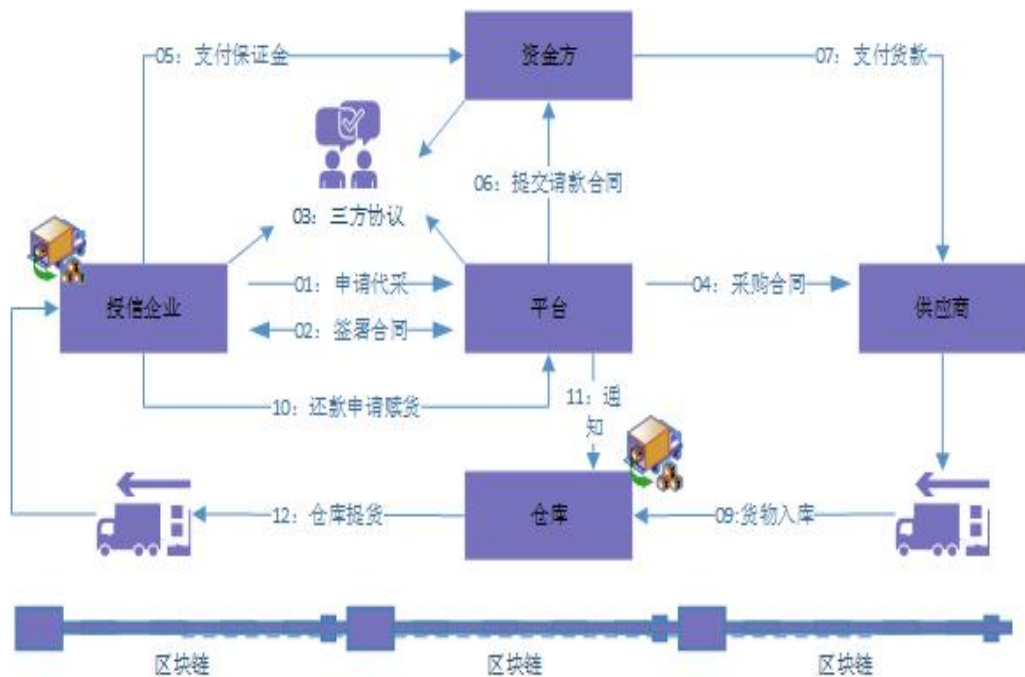 05：支付保证金
资金方
07：支付货款
06：提交请款合同
03：三方协议
授信企业
01：申请代采
平台
04：采购合同
供应商
02：签署合同
10：还款申请赎货
11：通
知
12：仓库提货
仓库
09:货物入库
区块链
区块链
区块链